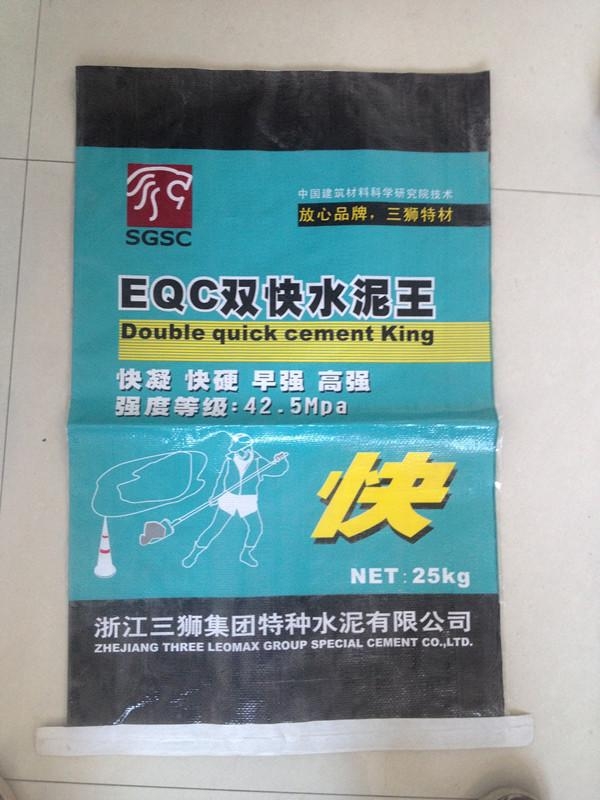 SGSC
中国建筑材料科学研究院技术
放心品牌，三狮特材
EQC双快水泥王
Double quick cement King
快凝 快硬 早强 高强
强度等级:42.5Mpa
快
NET:25kg
浙江三狮集团特种水泥有限公司
ZHEJIANG THREE LEOMAX GROUP SPECIAL CEMENT CO.,LTD.